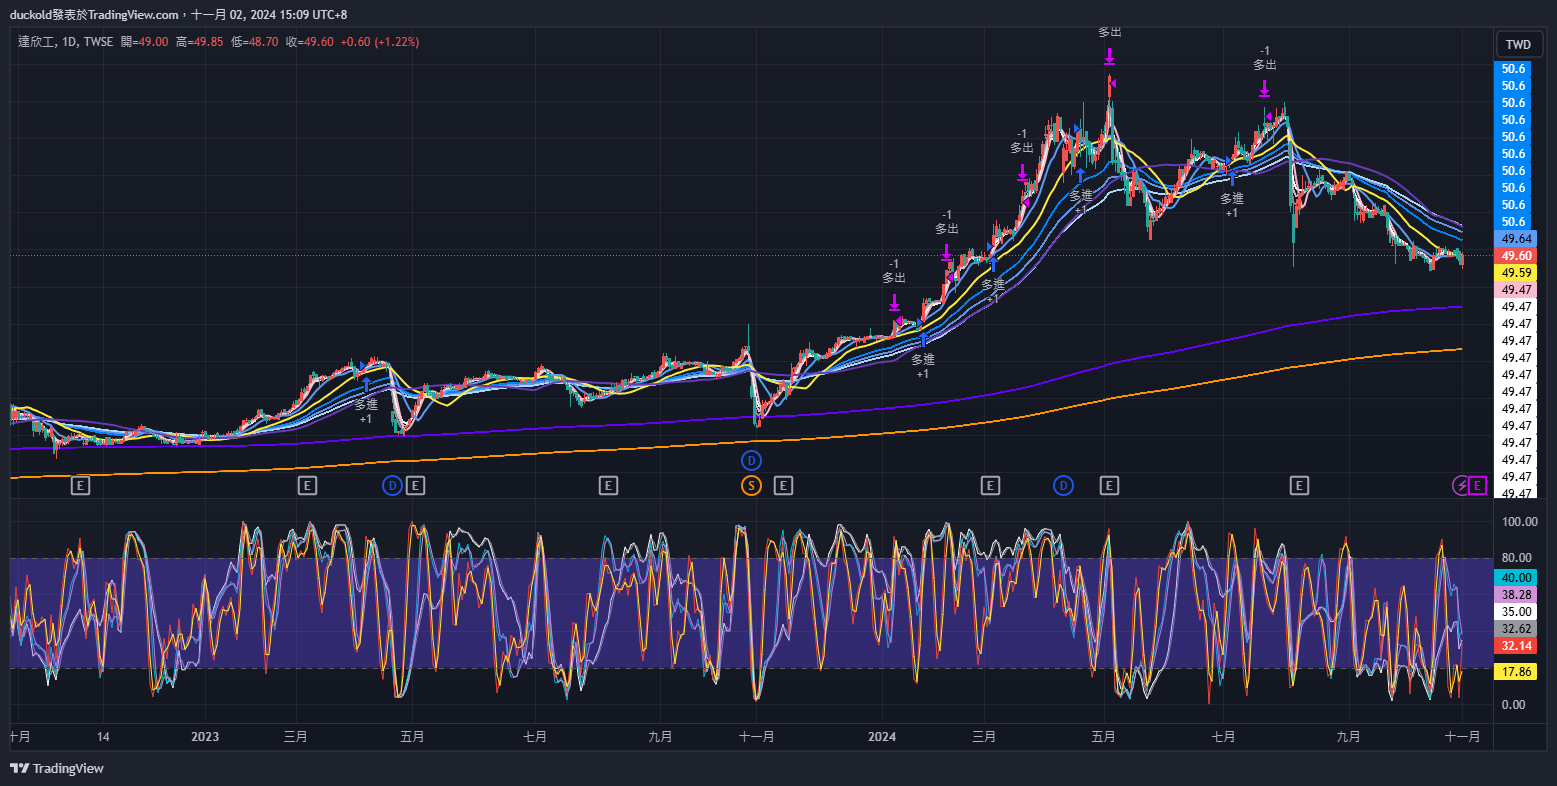 duckold發表於TradingView.com，十一月 02, 2024 15:09 UTC+8
達欣工, 1D, TWSE 開=49.00 高=49.85 低=48.70 收=49.60 +0.60 (+1.22%)
TWD
多出
-1
多出
-1
多出
-1
多出
-1
多出
多進
+1
多進
+1
多進
+1
多進
+1
多進
+1
50.6
50.6
50.6
50.6
50.6
50.6
50.6
50.6
50.6
50.6
49.64
49.60
49.59
49.47
49.47
49.47
49.47
49.47
49.47
49.47
49.47
49.47
49.47
49.47
49.47
49.47
D
E
E
D
E
E
S
E
E
D
E
E
E
100.00
80.00
40.00
38.28
35.00
32.62
32.14
17.86
0.00
十月 14 2023 三月 五月 七月 九月 十一月 2024 三月 五月 七月 九月 十一月
TradingView